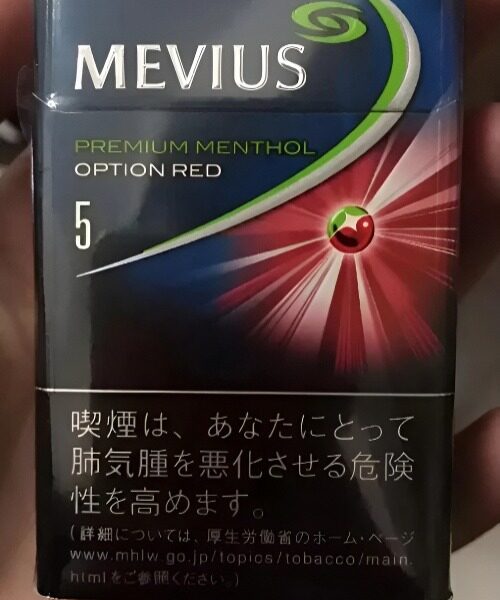 MEVIUS
PREMIUM MENTHOL
OPTION RED
5
喫煙は、あなたにとって
肺気腫を悪化させる危険
性を高めます。
(詳細については、厚生労働省のホーム・ページ
www.mhlw.go.jp/topics/tobacco/main.
htmlをご参照ください。)